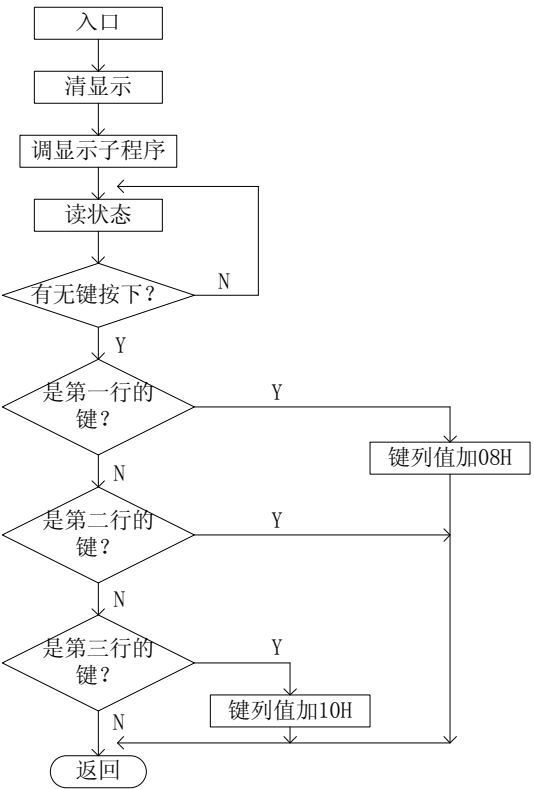 入口
清显示
调显示子程序
读状态
有无键按下？
N
Y
是第一行的
键？
Y
键列值加08H
N
是第二行的
键？
Y
N
是第三行的
键？
Y
键列值加10H
N
返回